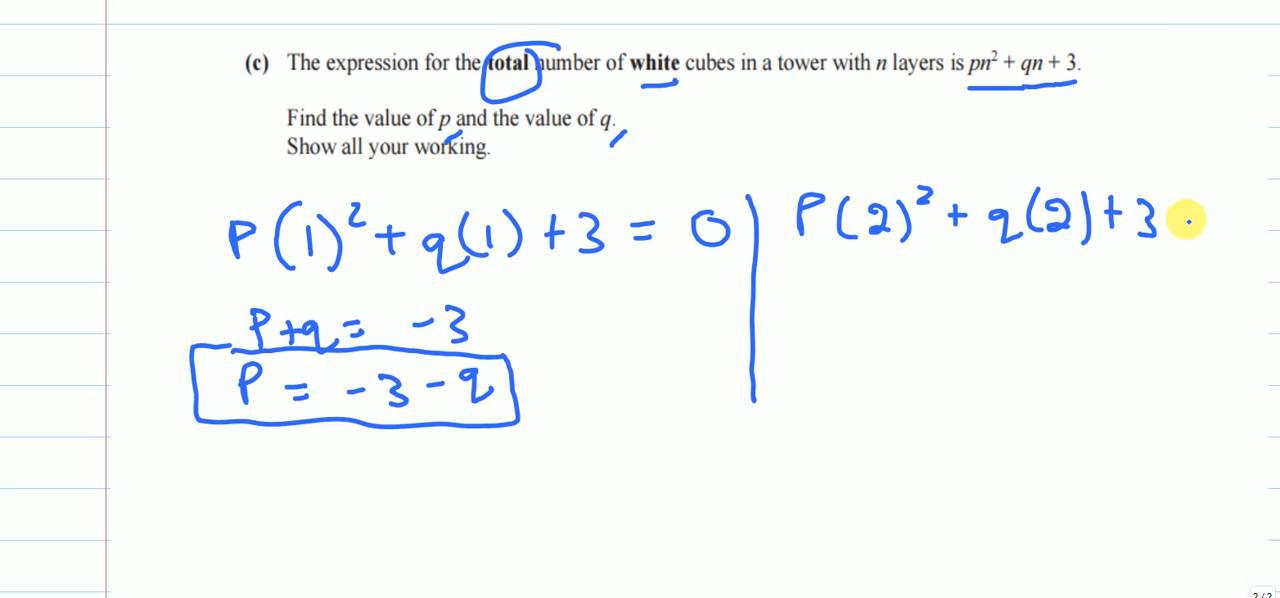 (c) The expression for the total number of white cubes in a tower with n layers is pn² + qn + 3.
Find the value of p and the value of q.
Show all your working.
P(1)² + q(1) + 3 = 0
P(2)² + q(2) + 3
P + q = -3
P = -3 - q
2/2